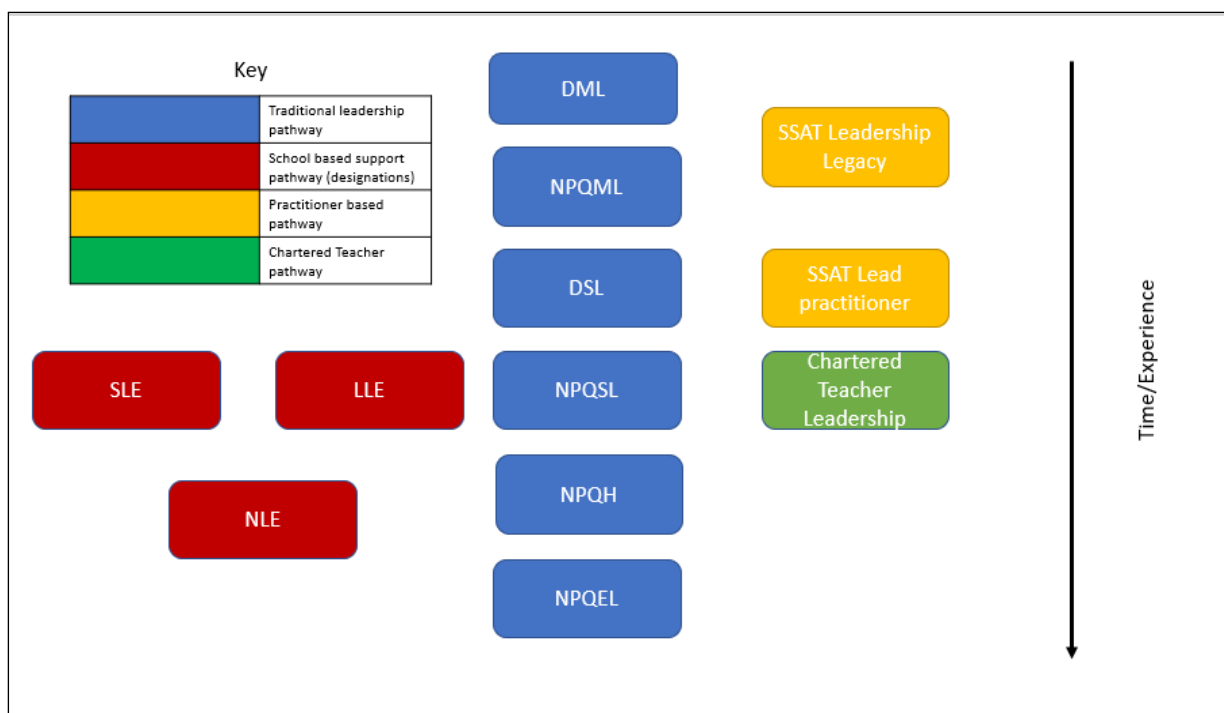 Key
Traditional leadership
pathway
School based support
pathway (designations)
Practitioner based
pathway
Chartered Teacher
pathway
DML
SSAT Leadership
Legacy
NPQML
DSL
SSAT Lead
practitioner
SLE
LLE
NPQSL
Chartered
Teacher
Leadership
NLE
NPQH
NPQEL
Time/Experience